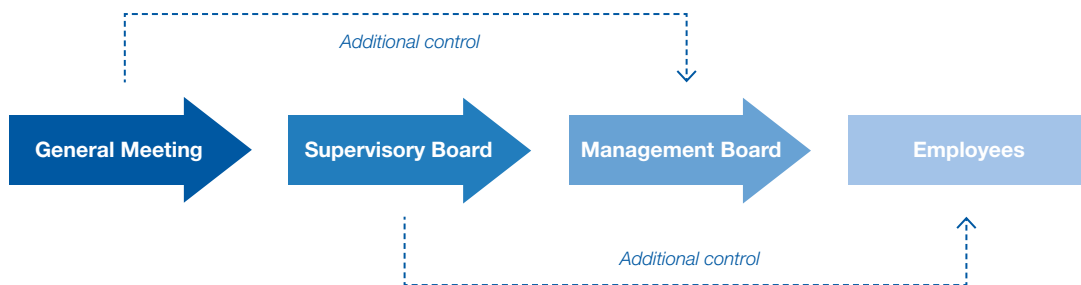 Additional control
General Meeting
Supervisory Board
Management Board
Employees
Additional control